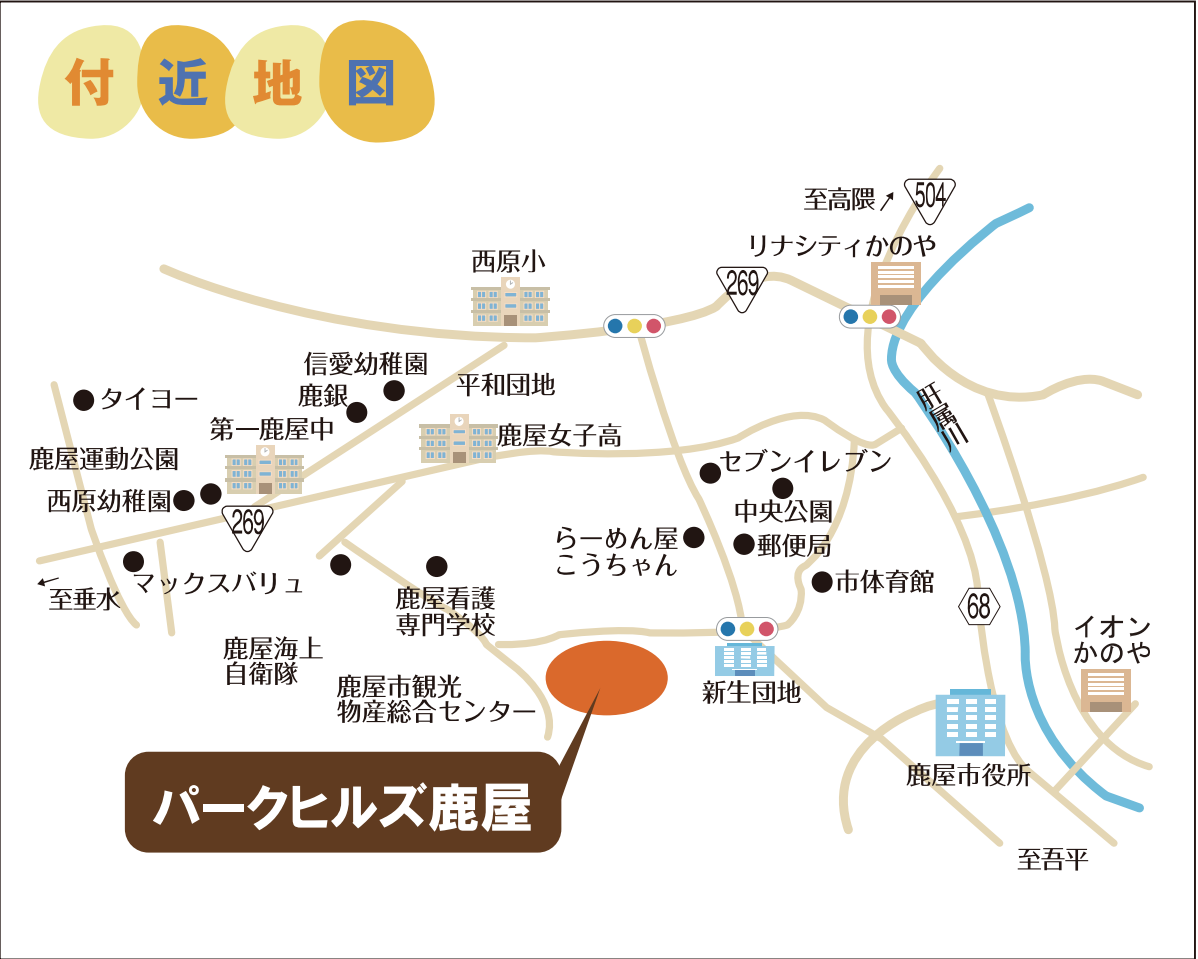 付近地図
至高隈
504
リナシティかのや
西原小
269
信愛幼稚園
鹿銀
平和団地
タイヨー
第一鹿屋中
鹿屋女子高
肝属川
鹿屋運動公園
セブンイレブン
西原幼稚園
中央公園
269
らーめん屋
こうちゃん
郵便局
マックスバリュ
市体育館
至垂水
鹿屋看護
専門学校
68
イオン
かのや
鹿屋海上
自衛隊
鹿屋市観光
物産総合センター
新生団地
鹿屋市役所
パークヒルズ鹿屋
至吾平